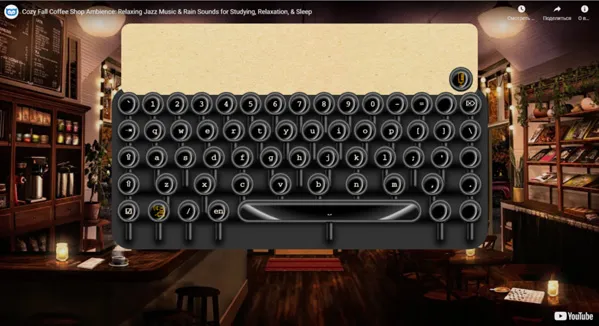 Cozy Fall Coffee Shop Ambience: Relaxing Jazz Music & Rain Sounds for Studying, Relaxation, & Sleep
Смотреть ... Поделиться О в...
1 2 3 4 5 6 7 8 9 0 - =
q w e r t y u i o p [ ] \
a s d f g h j k l ; '
z x c v b n m , .
/ en
YouTube